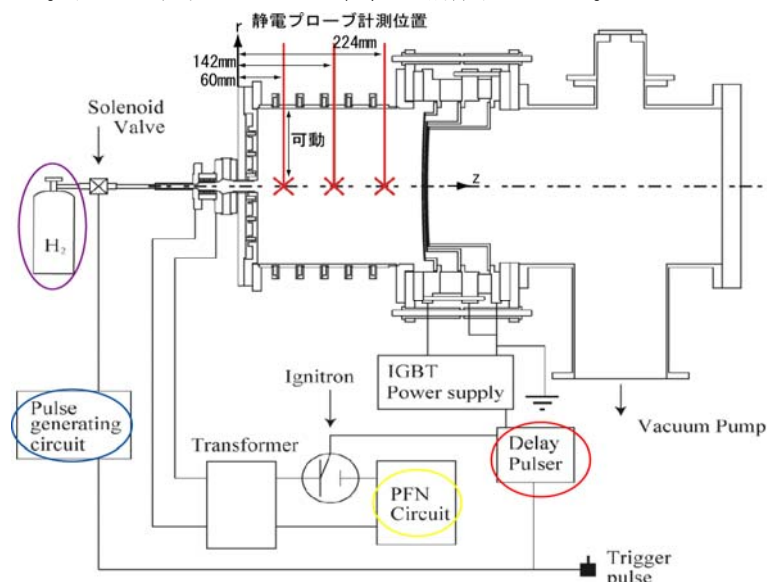 静電プローブ計測位置
r
224mm
142mm
60mm
Solenoid
Valve
可動
z
H₂
IGBT
Power supply
Ignitron
Pulse
generating
circuit
Transformer
Delay
Pulser
Vacuum Pump
PFN
Circuit
Trigger
pulse